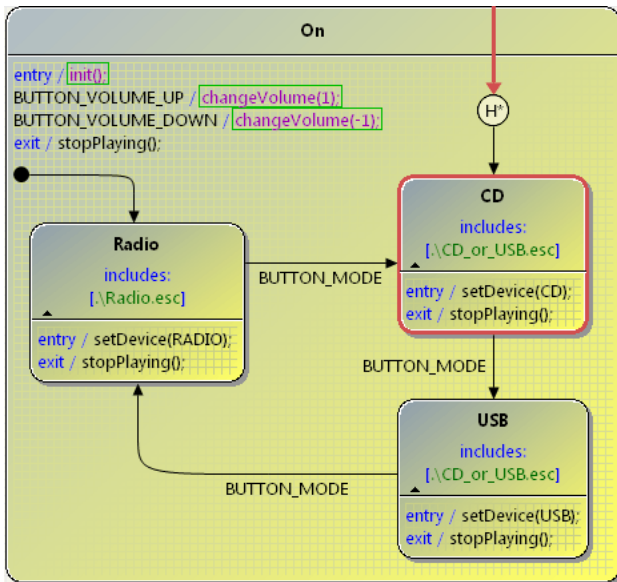 On
entry / init();
BUTTON_VOLUME_UP / changeVolume(1);
BUTTON_VOLUME_DOWN / changeVolume(-1);
exit / stopPlaying();
H*
CD
includes:
[.\CD_or_USB.esc]
entry / setDevice(CD);
exit / stopPlaying();
Radio
includes:
[.\Radio.esc]
entry / setDevice(RADIO);
exit / stopPlaying();
BUTTON_MODE
BUTTON_MODE
USB
includes:
[.\CD_or_USB.esc]
entry / setDevice(USB);
exit / stopPlaying();
BUTTON_MODE